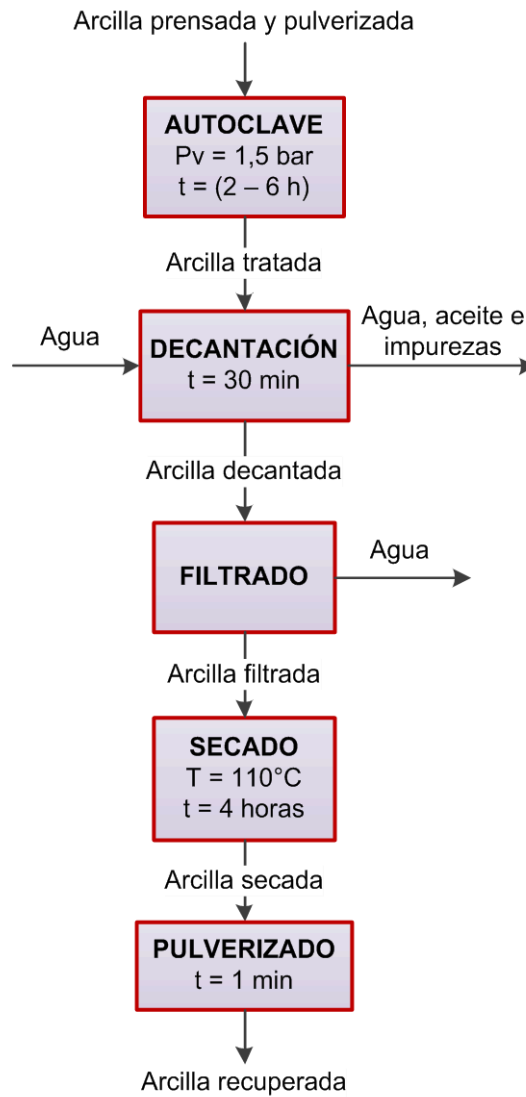 Arcilla prensada y pulverizada
AUTOCLAVE
Pv = 1,5 bar
t = (2 – 6 h)
Arcilla tratada
Agua
DECANTACIÓN
t = 30 min
Agua, aceite e
impurezas
Arcilla decantada
FILTRADO
Agua
Arcilla filtrada
SECADO
T = 110°C
t = 4 horas
Arcilla secada
PULVERIZADO
t = 1 min
Arcilla recuperada